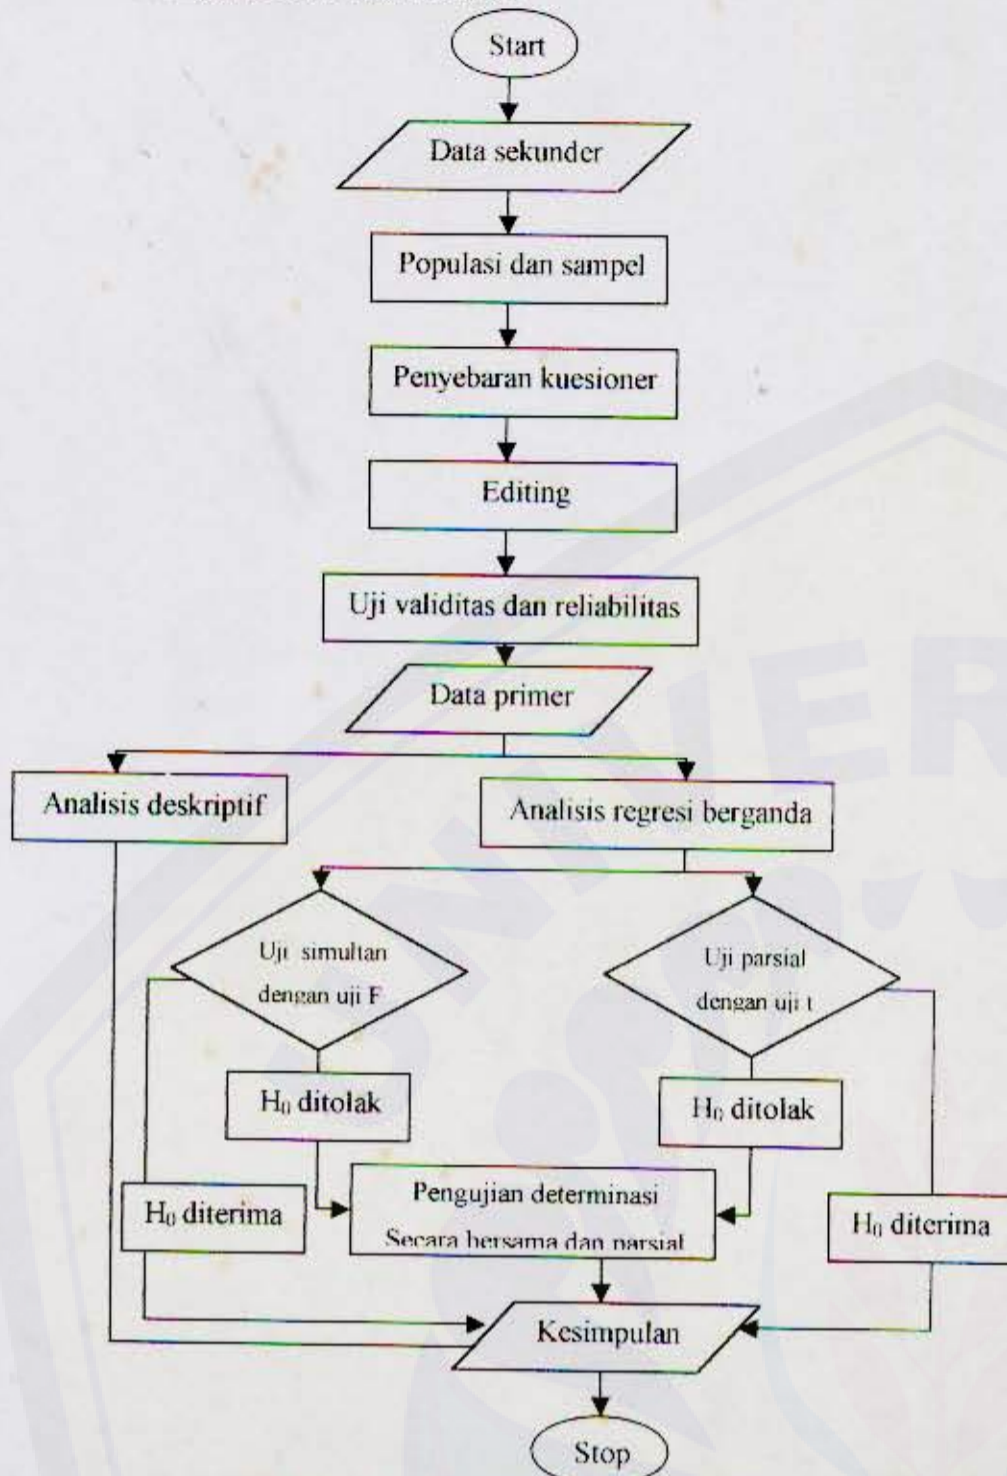 Start
Data sekunder
Populasi dan sampel
Penyebaran kuesioner
Editing
Uji validitas dan reliabilitas
Data primer
Analisis deskriptif
Analisis regresi berganda
Uji simultan
dengan uji F
Uji parsial
dengan uji t
H₀ ditolak
H₀ ditolak
Pengujian determinasi
Secara bersama dan parsial
H₀ diterima
H₀ diterima
Kesimpulan
Stop
UNIVER